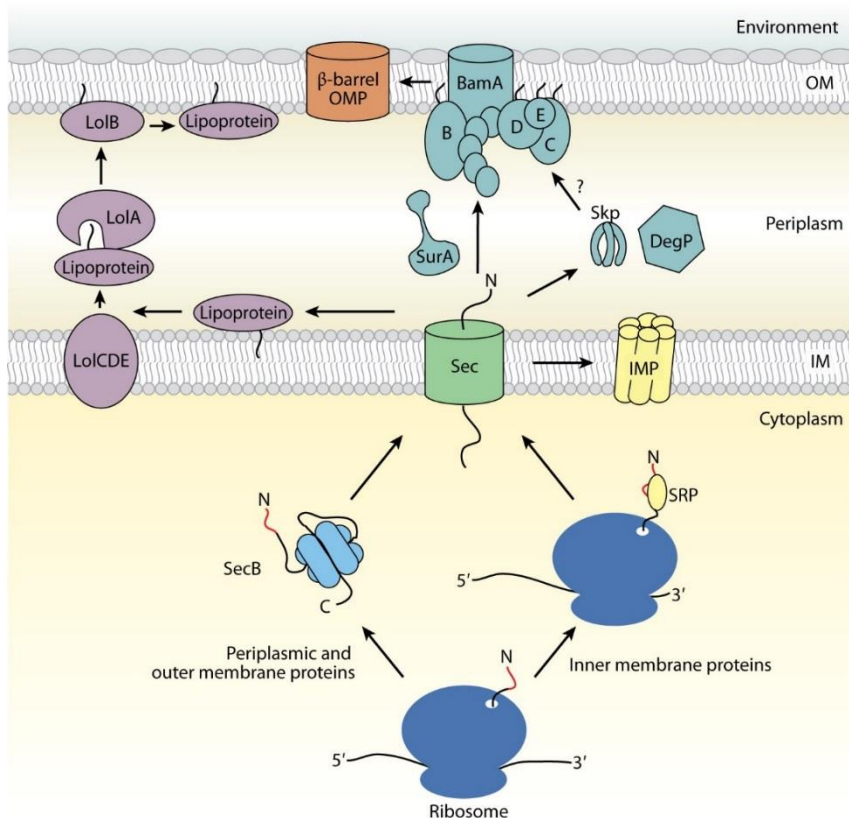 Environment
β-barrel
OMP
BamA
OM
LolB
Lipoprotein
B
D
E
C
?
LolA
Lipoprotein
SurA
Skp
DegP
Periplasm
N
Lipoprotein
LolCDE
Sec
IMP
IM
Cytoplasm
N
SRP
N
SecB
C
5′
3′
Periplasmic and
outer membrane proteins
Inner membrane proteins
N
5′
3′
Ribosome